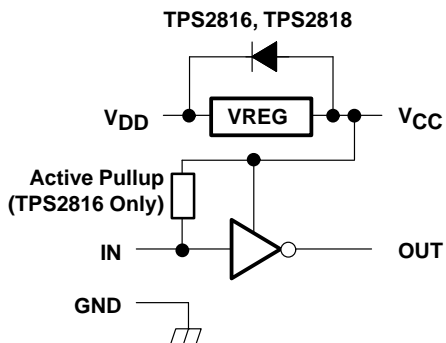 TPS2816, TPS2818
VDD
VREG
VCC
Active Pullup
(TPS2816 Only)
IN
OUT
GND